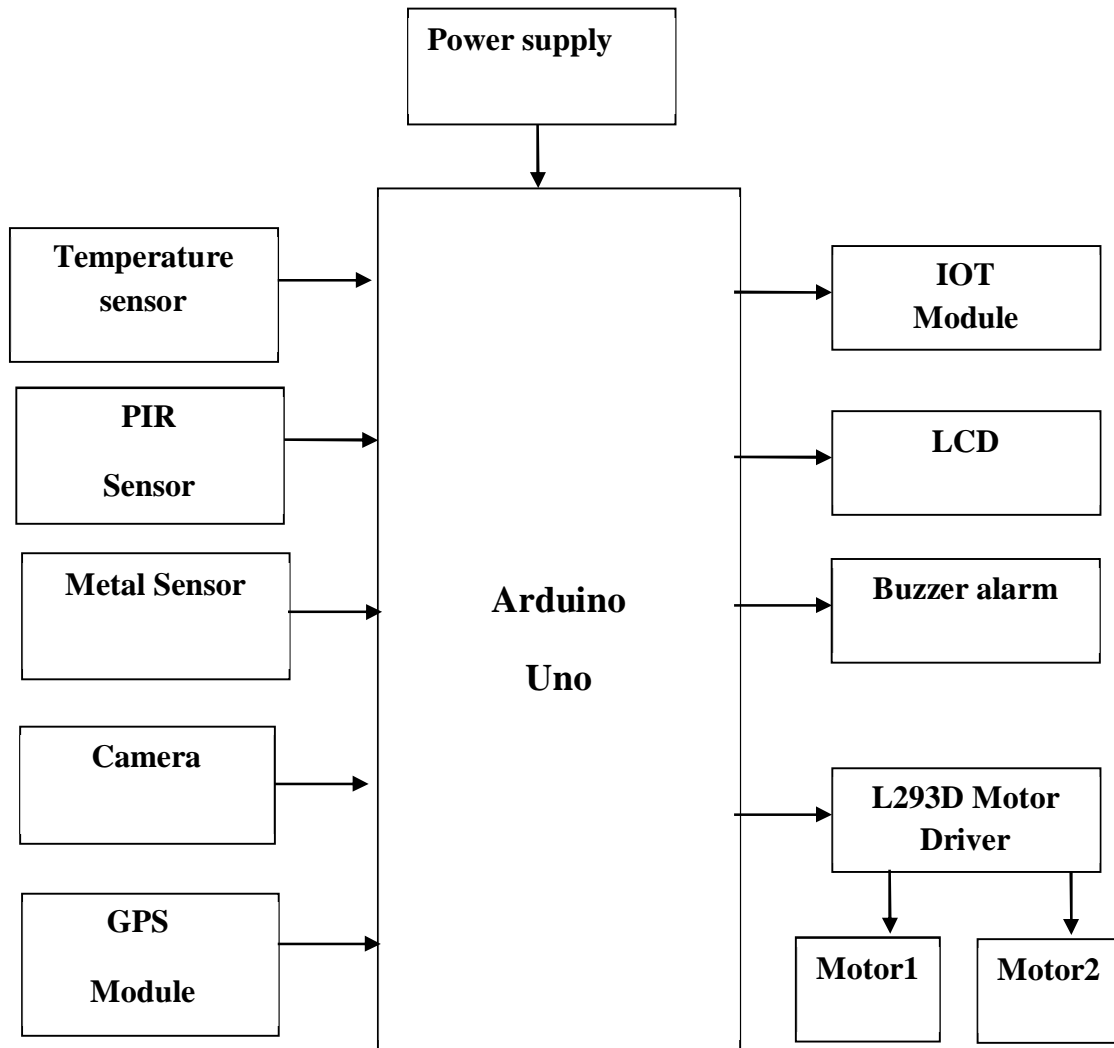 Power supply
Temperature
sensor
PIR
Sensor
Metal Sensor
Camera
GPS
Module
Arduino
Uno
IOT
Module
LCD
Buzzer alarm
L293D Motor
Driver
Motor1
Motor2